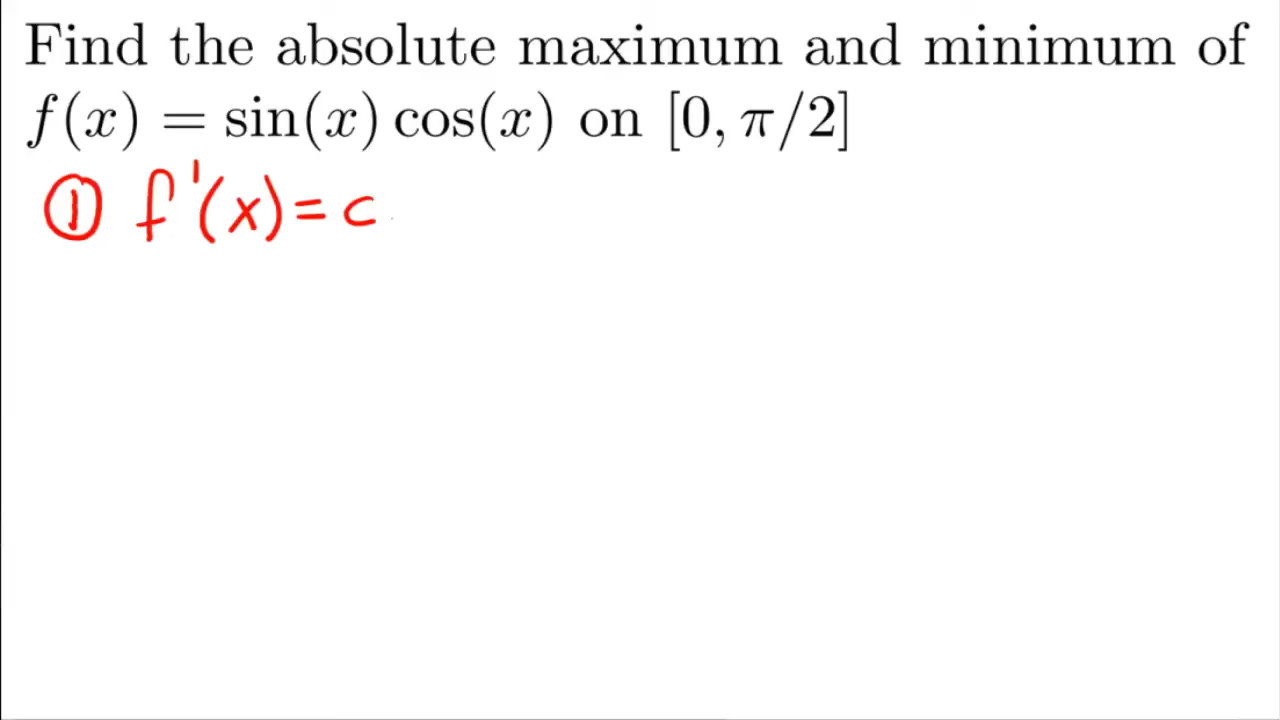 Find the absolute maximum and minimum of
f(x) = sin(x) cos(x) on [0, π/2]
① f'(x) = c